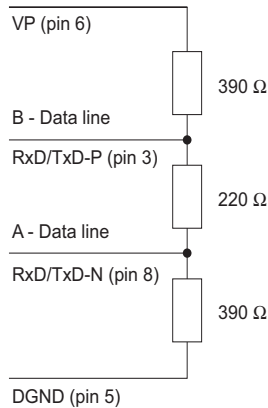 VP (pin 6)
390 Ω
B - Data line
RxD/TxD-P (pin 3)
220 Ω
A - Data line
RxD/TxD-N (pin 8)
390 Ω
DGND (pin 5)